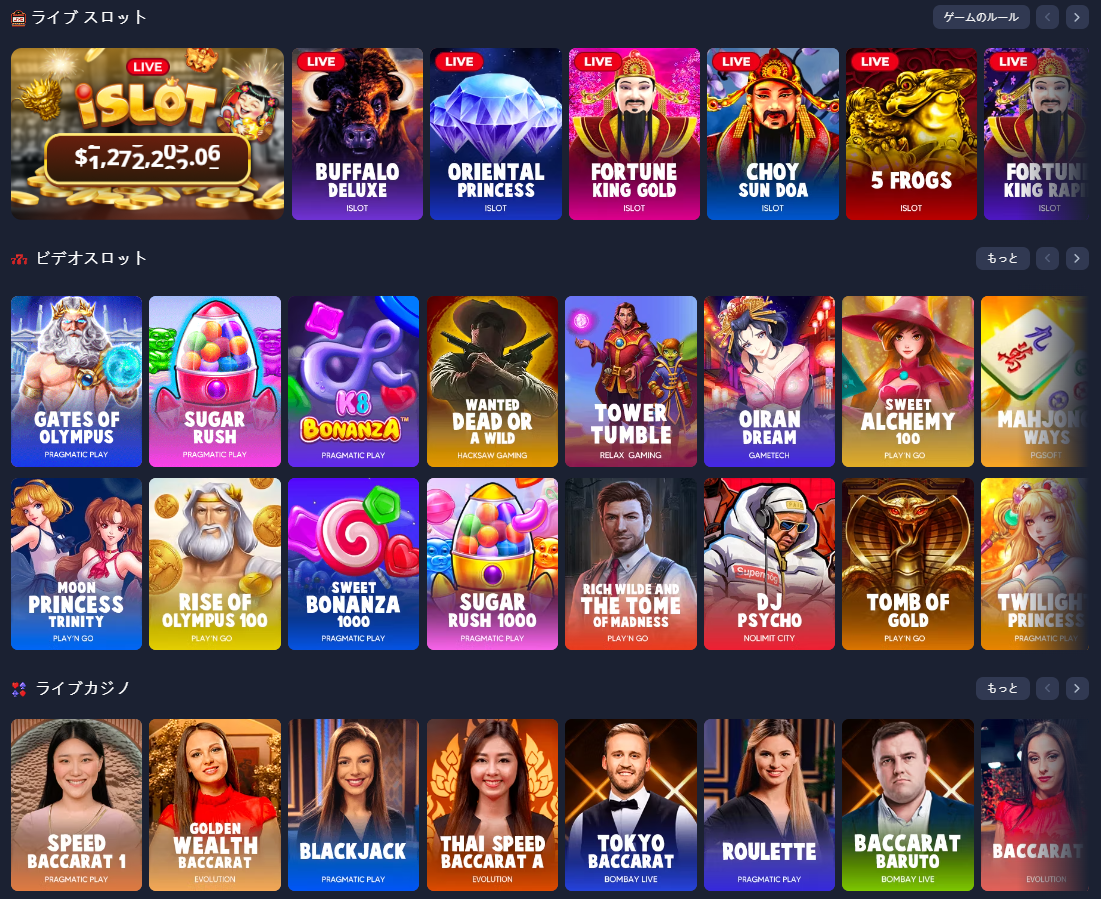 ライブ スロット
ゲームのルール
LIVE
iSLOT
LIVE
BUFFALO
DELUXE
ISLOT
LIVE
ORIENTAL
PRINCESS
ISLOT
LIVE
FORTUNE
KING GOLD
ISLOT
LIVE
CHOY
SUN DOA
ISLOT
LIVE
5 FROGS
ISLOT
LIVE
FORTUN
KING RAP
ISLOT
ビデオスロット
もっと
GATES OF
OLYMPUS
PRAGMATIC PLAY
SUGAR
RUSH
PRAGMATIC PLAY
K8
BONANZA™
PRAGMATIC PLAY
WANTED
DEAD OR
A WILD
HACKSAW GAMING
TOWER
TUMBLE
RELAX GAMING
OIRAN
DREAM
GAMETECH
SWEET
ALCHEMY
100
PLAY'N GO
MAHJON
WAYS
PGSOFT
MOON
PRINCESS
TRINITY
PLAY'N GO
RISE OF
OLYMPUS 100
PLAY'N GO
SWEET
BONANZA
1000
PRAGMATIC PLAY
SUGAR
RUSH 1000
PRAGMATIC PLAY
RICH WILDE AND
THE TOME
OF MADNESS
PLAY'N GO
DJ
PSYCHO
NOLIMIT CITY
TOMB OF
GOLD
PLAY'N GO
TWILIGH
PRINCESS
PRAGMATIC PLAY
ライブカジノ
もっと
SPEED
BACCARAT 1
PRAGMATIC PLAY
GOLDEN
WEALTH
BACCARAT
EVOLUTION
BLACKJACK
PRAGMATIC PLAY
THAI SPEED
BACCARAT A
EVOLUTION
TOKYO
BACCARAT
BOMBAY LIVE
ROULETTE
PRAGMATIC PLAY
BACCARAT
BARUTO
BOMBAY LIVE
BACCARAT
EVOLUTION